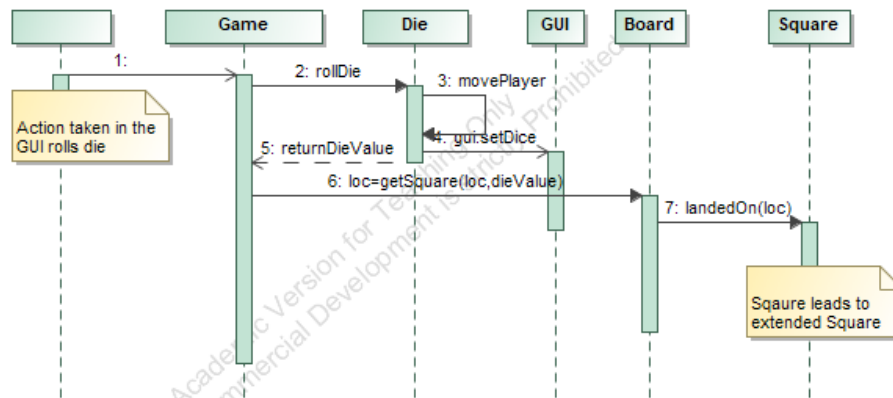 Game
Die
GUI
Board
Square
1:
2: rollDie
3: movePlayer
Action taken in the
GUI rolls die
4: gui.setDice
5: returnDieValue
6: loc=getSquare(loc,dieValue)
7: landedOn(loc)
Sqaure leads to
extended Square
Academic Version for Teaching Only
Commercial Development is Strictly Prohibited